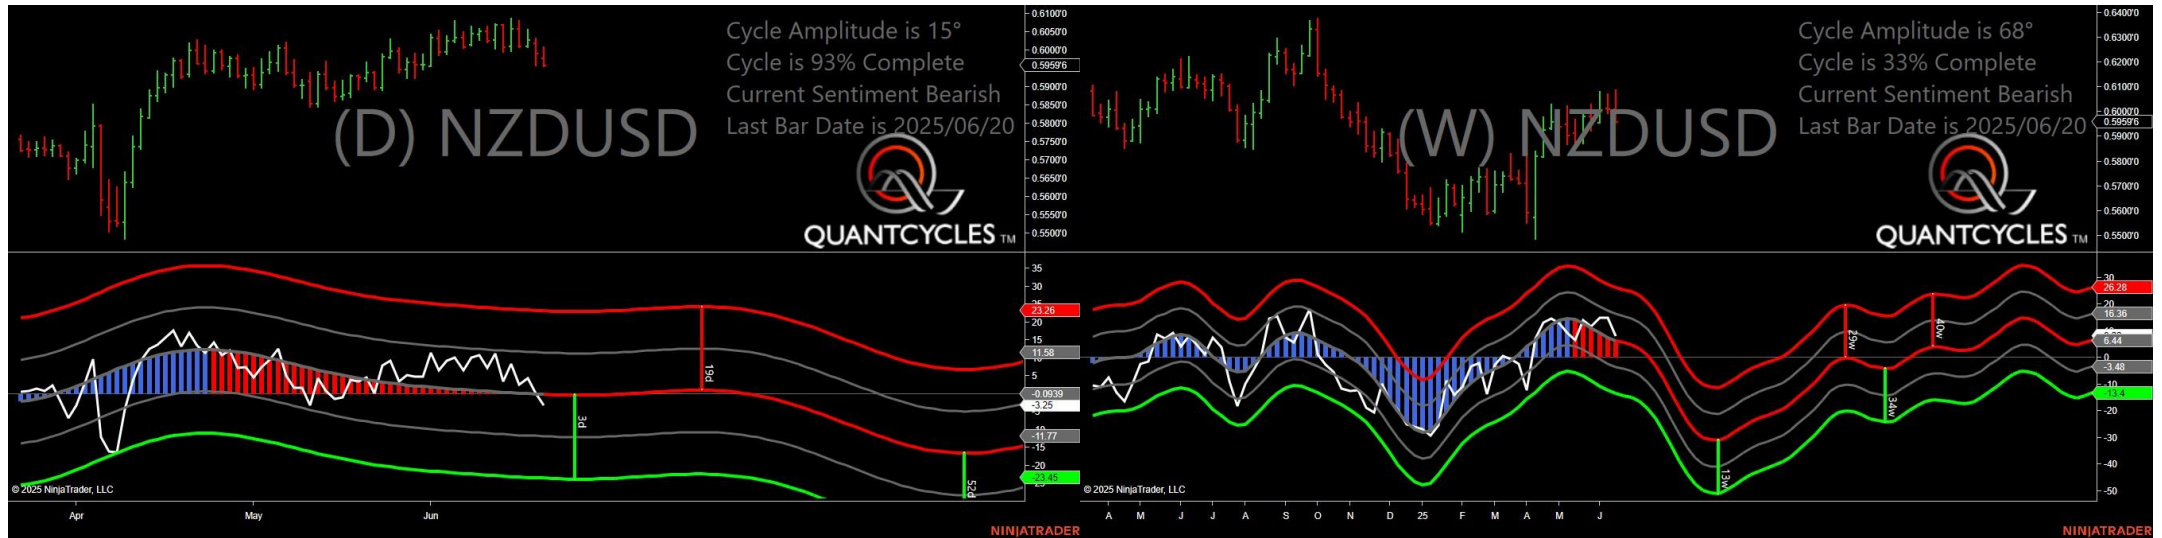 Cycle Amplitude is 15°
Cycle is 93% Complete
Current Sentiment Bearish
Last Bar Date is 2025/06/20
(D) NZDUSD
QUANTCYCLES TM
0.6100'0
0.6050'0
0.6000'0
0.5959'6
0.5900'0
0.5850'0
0.5800'0
0.5750'0
0.5700'0
0.5650'0
0.5600'0
0.5550'0
0.5500'0
35
30
23.26
20
15
11.58
5
-0.0939
-3.25
-11.77
-15
-20
-23.45
19d
3d
52d
© 2025 NinjaTrader, LLC
Apr
May
Jun
NINJATRADER
Cycle Amplitude is 68°
Cycle is 33% Complete
Current Sentiment Bearish
Last Bar Date is 2025/06/20
(W) NZDUSD
QUANTCYCLES TM
0.6400'0
0.6300'0
0.6200'0
0.6100'0
0.6000'0
0.5959'6
0.5900'0
0.5800'0
0.5700'0
0.5600'0
0.5500'0
30
26.28
20
16.36
6.44
0
-3.48
-10
-13.4
-20
-30
-40
-50
29w
40w
34w
13w
© 2025 NinjaTrader, LLC
A
M
J
J
A
S
O
N
D
25
F
M
A
M
J
NINJATRADER